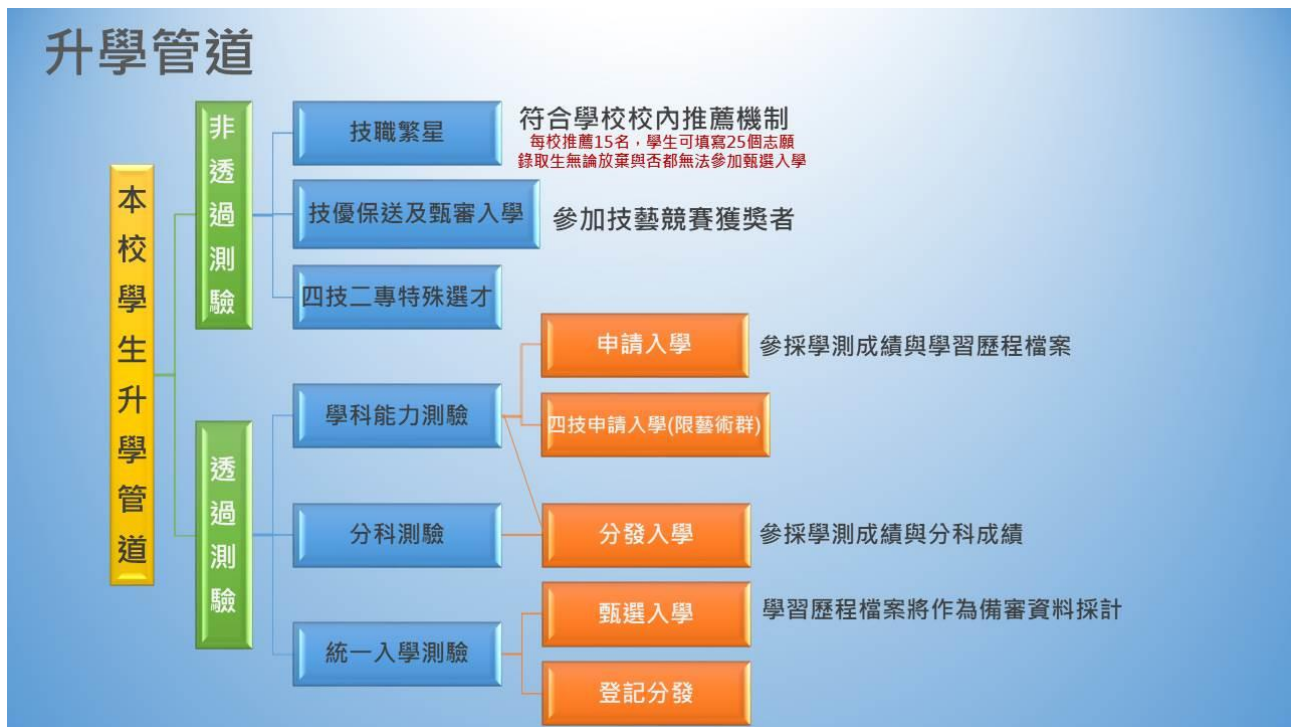 升學管道
本校學生升學管道
非透過測驗
技職繁星
符合學校校內推薦機制
每校推薦15名，學生可填寫25個志願
錄取生無論放棄與否都無法參加甄選入學
技優保送及甄審入學
參加技藝競賽獲獎者
四技二專特殊選才
透過測驗
學科能力測驗
申請入學
參採學測成績與學習歷程檔案
四技申請入學(限藝術群)
分科測驗
分發入學
參採學測成績與分科成績
統一入學測驗
甄選入學
學習歷程檔案將作為備審資料採計
登記分發